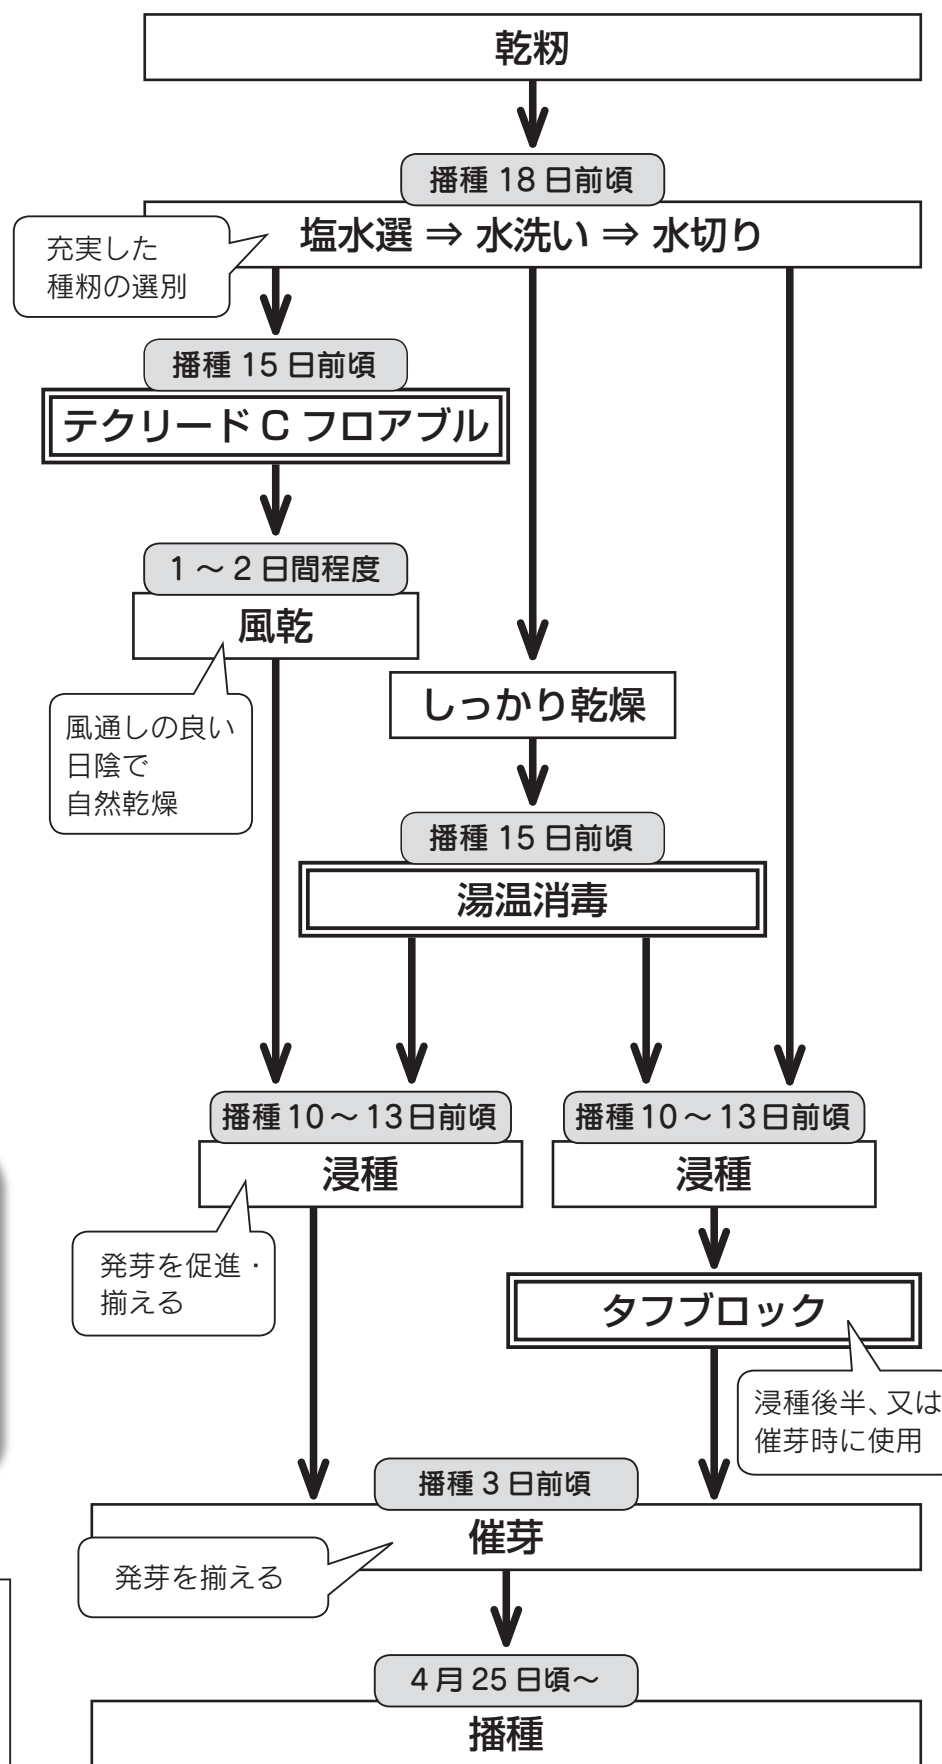 乾籾
播種 18 日前頃
塩水選 ⇒ 水洗い ⇒ 水切り
充実した
種籾の選別
播種 15 日前頃
テクリード C フロアブル
1 〜 2 日間程度
風乾
風通しの良い
日陰で
自然乾燥
しっかり乾燥
播種 15 日前頃
湯温消毒
播種10〜13日前頃
浸種
発芽を促進・
揃える
播種10〜13日前頃
浸種
タフブロック
浸種後半、又は
催芽時に使用
播種 3 日前頃
催芽
発芽を揃える
4 月 25 日頃〜
播種